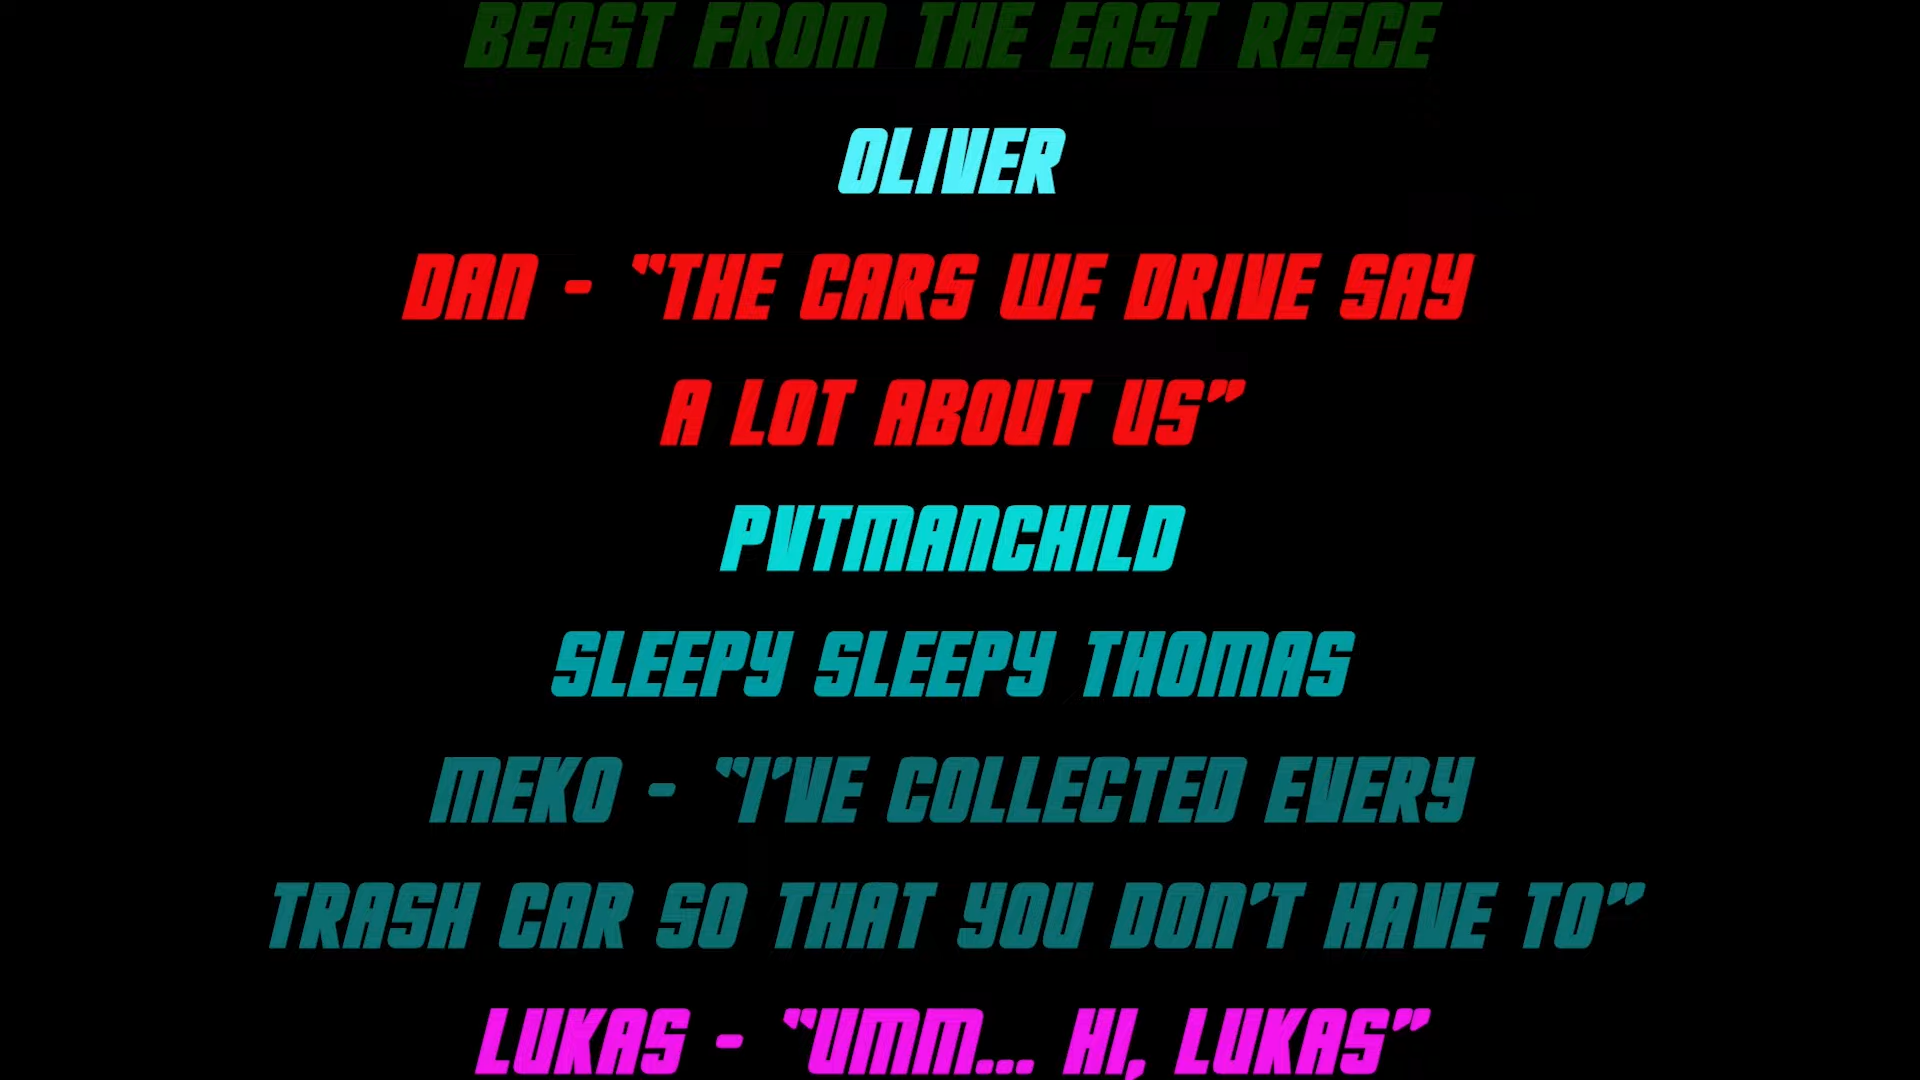 BEAST FROM THE EAST REECE
OLIVER
DAN - "THE CARS WE DRIVE SAY
A LOT ABOUT US"
PVTMANCHILD
SLEEPY SLEEPY THOMAS
MEKO - "I'VE COLLECTED EVERY
TRASH CAR SO THAT YOU DON'T HAVE TO"
LUKAS - "UMM... HI, LUKAS"